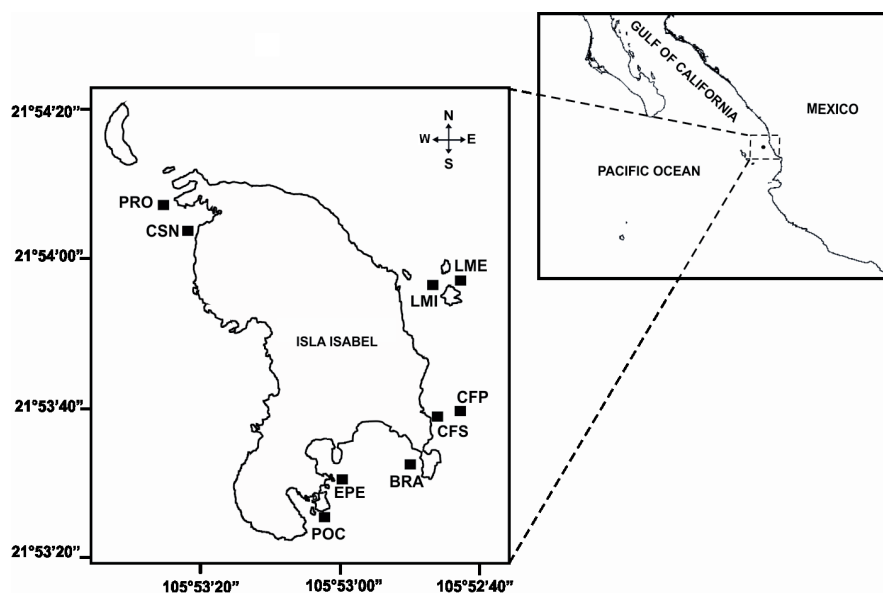 GULF OF CALIFORNIA
MEXICO
PACIFIC OCEAN
21°54’20”
N
W E
S
PRO
CSN
21°54’00”
LME
LMI
ISLA ISABEL
21°53’40”
CFP
CFS
BRA
EPE
POC
21°53’20”
105°53’20” 105°53’00” 105°52’40”